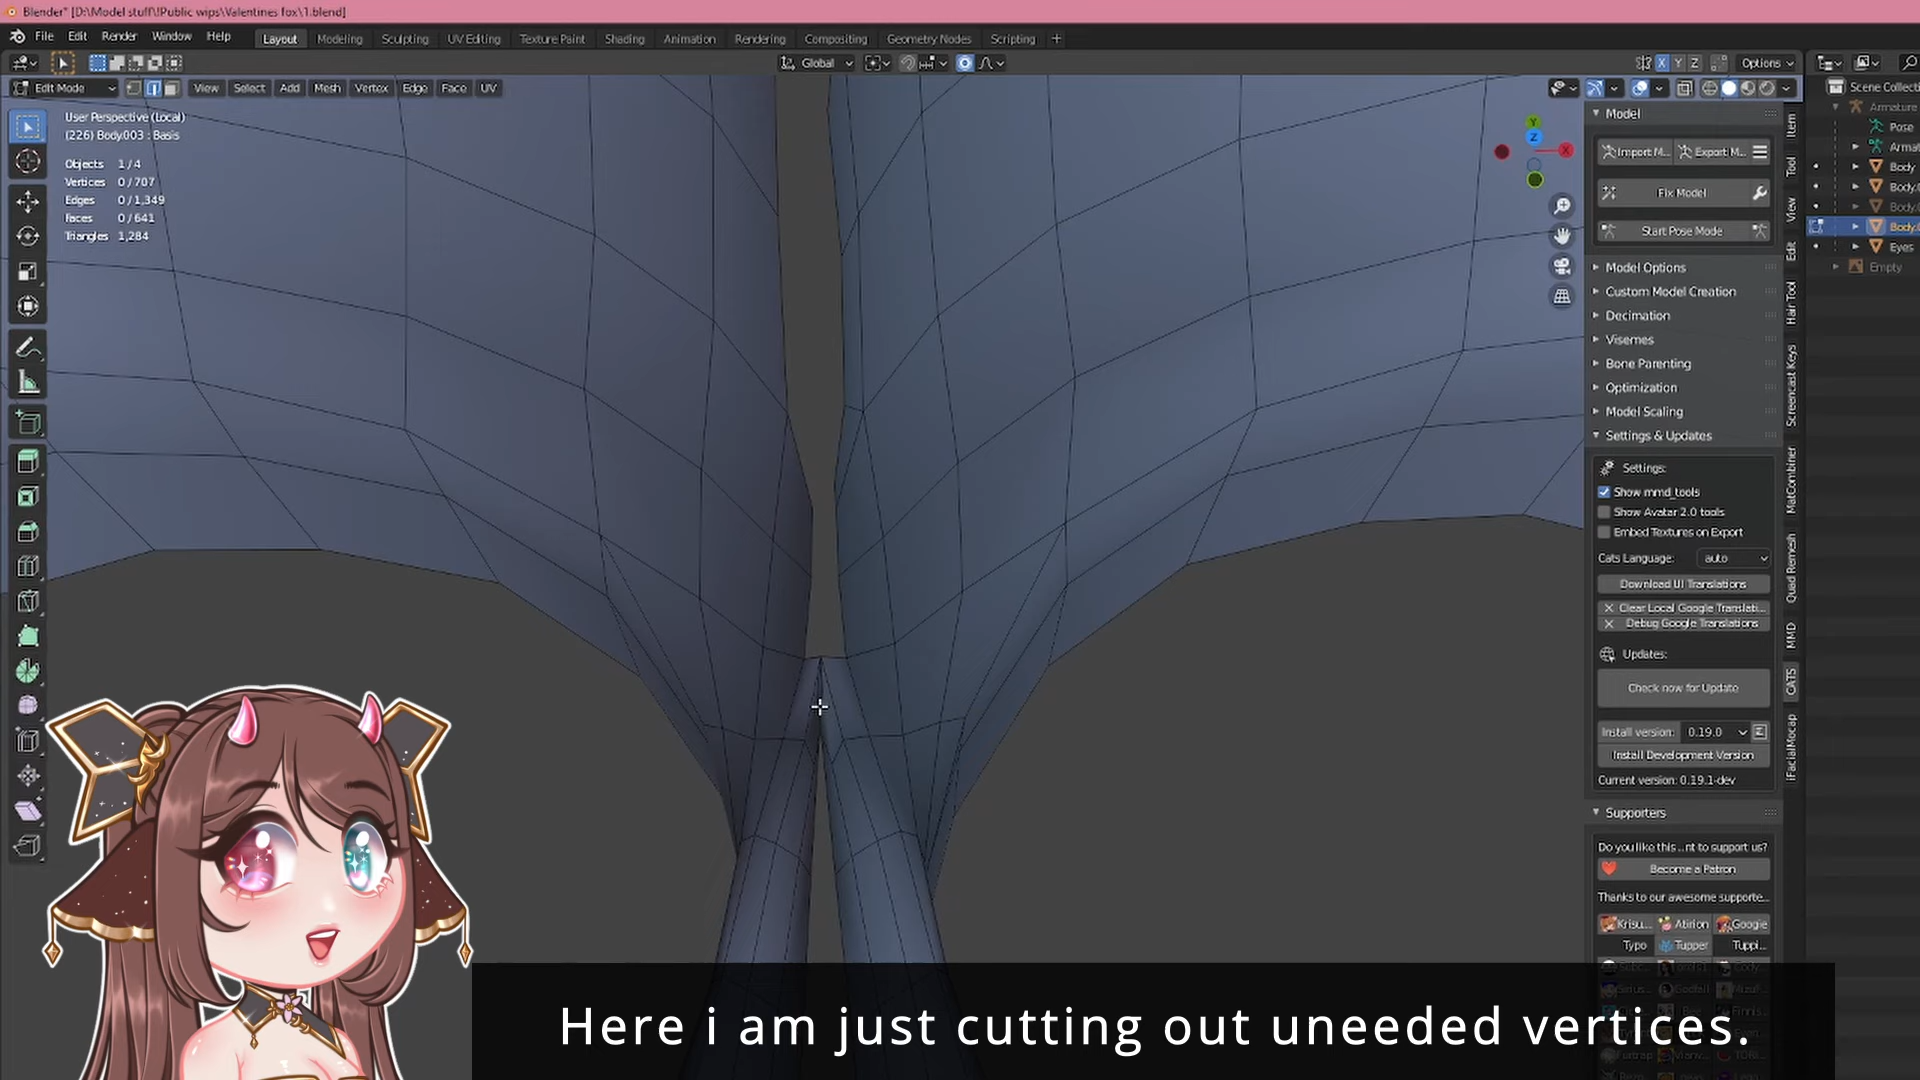 Blender* [D:\Model stuff\!Public wips\Valentines fox\1.blend]
File Edit Render Window Help Layout Modeling Sculpting UV Editing Texture Paint Shading Animation Rendering Compositing Geometry Nodes Scripting +
Global X Y Z Options
Edit Mode View Select Add Mesh Vertex Edge Face UV
User Perspective (Local)
(226) Body.003 : Basis
Objects 1/4
Vertices 0/707
Edges 0/1,349
Faces 0/641
Triangles 1,284
Y
Z
X
Model
Import M... Export M...
Fix Model
Start Pose Mode
Model Options
Custom Model Creation
Decimation
Visemes
Bone Parenting
Optimization
Model Scaling
Settings & Updates
Settings:
Show mmd_tools
Show Avatar 2.0 tools
Embed Textures on Export
Cats Language: auto
Download UI Translations
Clear Local Google Translati...
Debug Google Translations
Updates:
Check now for Update
Install version: 0.19.0
Install Development Version
Current version: 0.19.1-dev
Supporters
Do you like this ..nt to support us?
Become a Patron
Thanks to our awesome supporte...
Krisu... Atirion Googie
Typo Tupper Tuppi...
Item
Tool
View
Edit
Hair Tool
Screencast Keys
MatCombiner
Quad Remesh
MMD
CATS
iFacialMocap
Scene Collecti
Armature
Pose
Armat
Body
Body.
Body.
Body.
Eyes
Empty
Here i am just cutting out uneeded vertices.